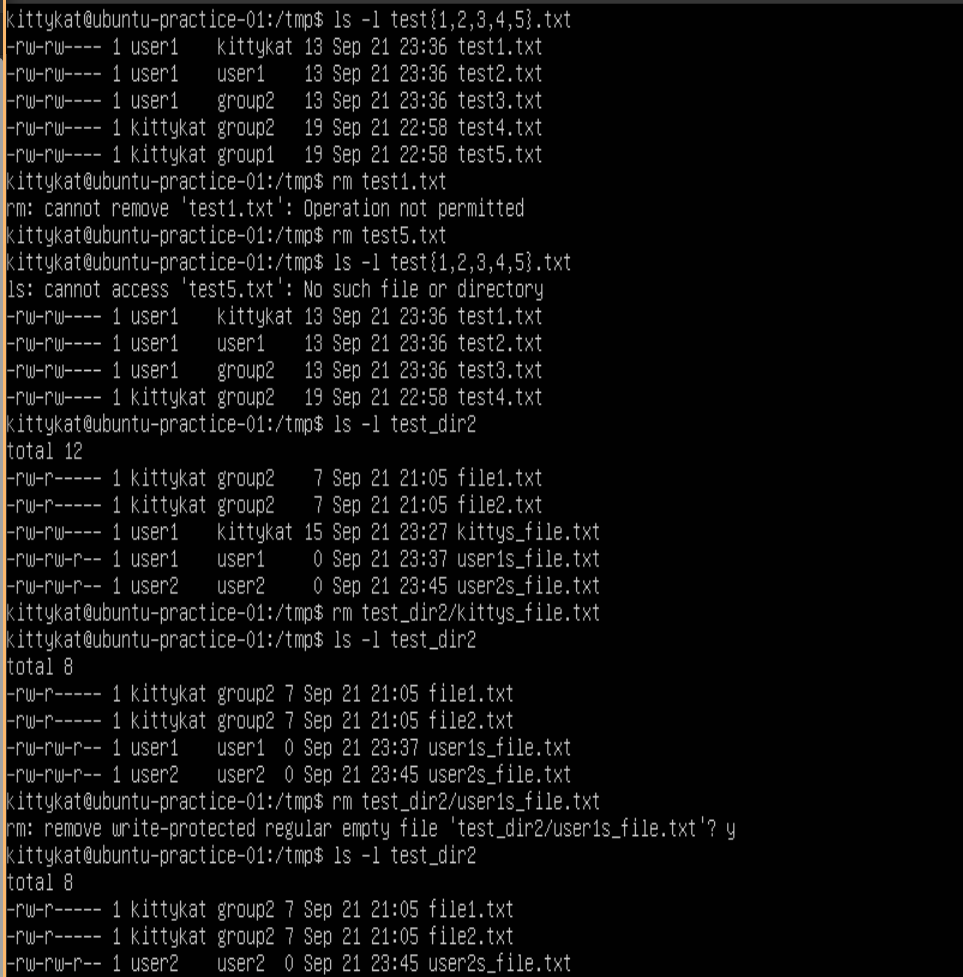 kittykat@ubuntu-practice-01:/tmp$ ls -l test{1,2,3,4,5}.txt
-rw-rw---- 1 user1    kittykat 13 Sep 21 23:36 test1.txt
-rw-rw---- 1 user1    user1    13 Sep 21 23:36 test2.txt
-rw-rw---- 1 user1    group2   13 Sep 21 23:36 test3.txt
-rw-rw---- 1 kittykat group2   19 Sep 21 22:58 test4.txt
-rw-rw---- 1 kittykat group1   19 Sep 21 22:58 test5.txt
kittykat@ubuntu-practice-01:/tmp$ rm test1.txt
rm: cannot remove 'test1.txt': Operation not permitted
kittykat@ubuntu-practice-01:/tmp$ rm test5.txt
kittykat@ubuntu-practice-01:/tmp$ ls -l test{1,2,3,4,5}.txt
ls: cannot access 'test5.txt': No such file or directory
-rw-rw---- 1 user1    kittykat 13 Sep 21 23:36 test1.txt
-rw-rw---- 1 user1    user1    13 Sep 21 23:36 test2.txt
-rw-rw---- 1 user1    group2   13 Sep 21 23:36 test3.txt
-rw-rw---- 1 kittykat group2   19 Sep 21 22:58 test4.txt
kittykat@ubuntu-practice-01:/tmp$ ls -l test_dir2
total 12
-rw-r----- 1 kittykat group2    7 Sep 21 21:05 file1.txt
-rw-r----- 1 kittykat group2    7 Sep 21 21:05 file2.txt
-rw-rw---- 1 user1    kittykat 15 Sep 21 23:27 kittys_file.txt
-rw-rw-r-- 1 user1    user1     0 Sep 21 23:37 user1s_file.txt
-rw-rw-r-- 1 user2    user2     0 Sep 21 23:45 user2s_file.txt
kittykat@ubuntu-practice-01:/tmp$ rm test_dir2/kittys_file.txt
kittykat@ubuntu-practice-01:/tmp$ ls -l test_dir2
total 8
-rw-r----- 1 kittykat group2 7 Sep 21 21:05 file1.txt
-rw-r----- 1 kittykat group2 7 Sep 21 21:05 file2.txt
-rw-rw-r-- 1 user1    user1  0 Sep 21 23:37 user1s_file.txt
-rw-rw-r-- 1 user2    user2  0 Sep 21 23:45 user2s_file.txt
kittykat@ubuntu-practice-01:/tmp$ rm test_dir2/user1s_file.txt
rm: remove write-protected regular empty file 'test_dir2/user1s_file.txt'? y
kittykat@ubuntu-practice-01:/tmp$ ls -l test_dir2
total 8
-rw-r----- 1 kittykat group2 7 Sep 21 21:05 file1.txt
-rw-r----- 1 kittykat group2 7 Sep 21 21:05 file2.txt
-rw-rw-r-- 1 user2    user2  0 Sep 21 23:45 user2s_file.txt